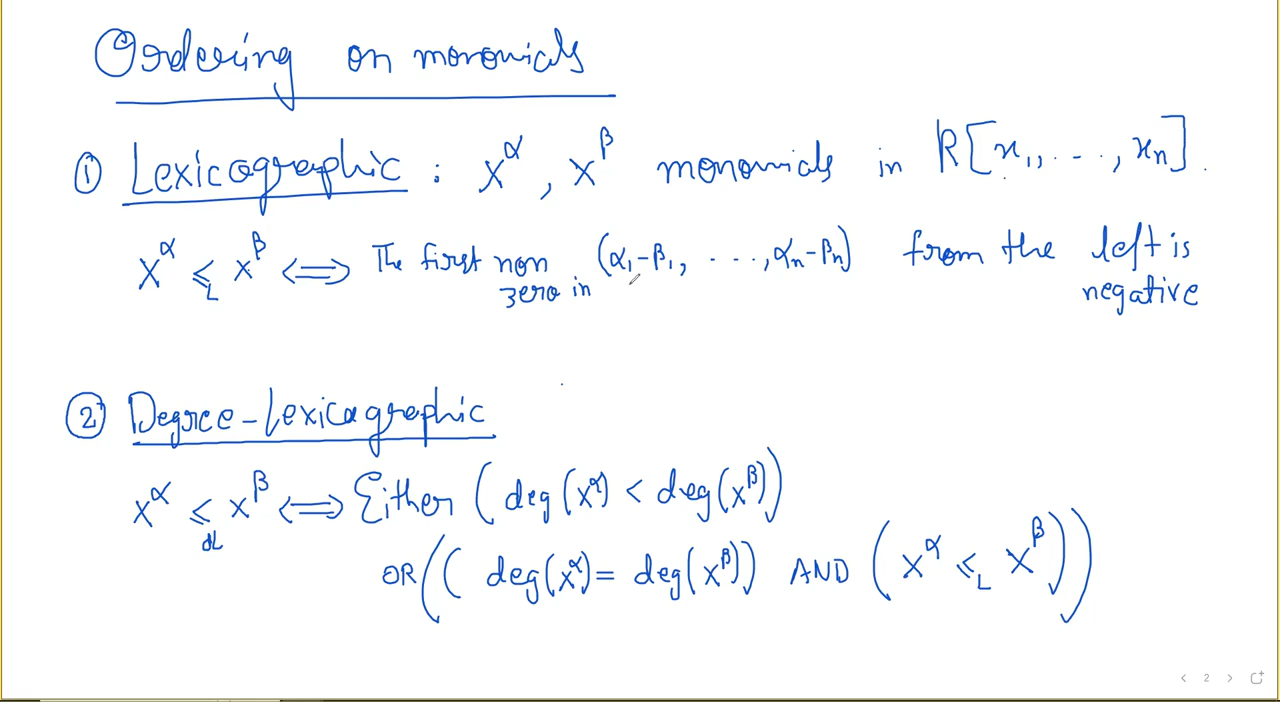 Ordering on monomials
① Lexicographic : X^α , X^β monomials in R[x₁, ..., xₙ] .
X^α ≤_L X^β ⟺ The first non zero in (α₁-β₁, ..., αₙ-βₙ) from the left is negative
② Degree-Lexicographic
X^α ≤_dL X^β ⟺ Either (deg(X^α) < deg(X^β))
OR((deg(X^α) = deg(X^β)) AND (X^α ≤_L X^β))
< 2 >